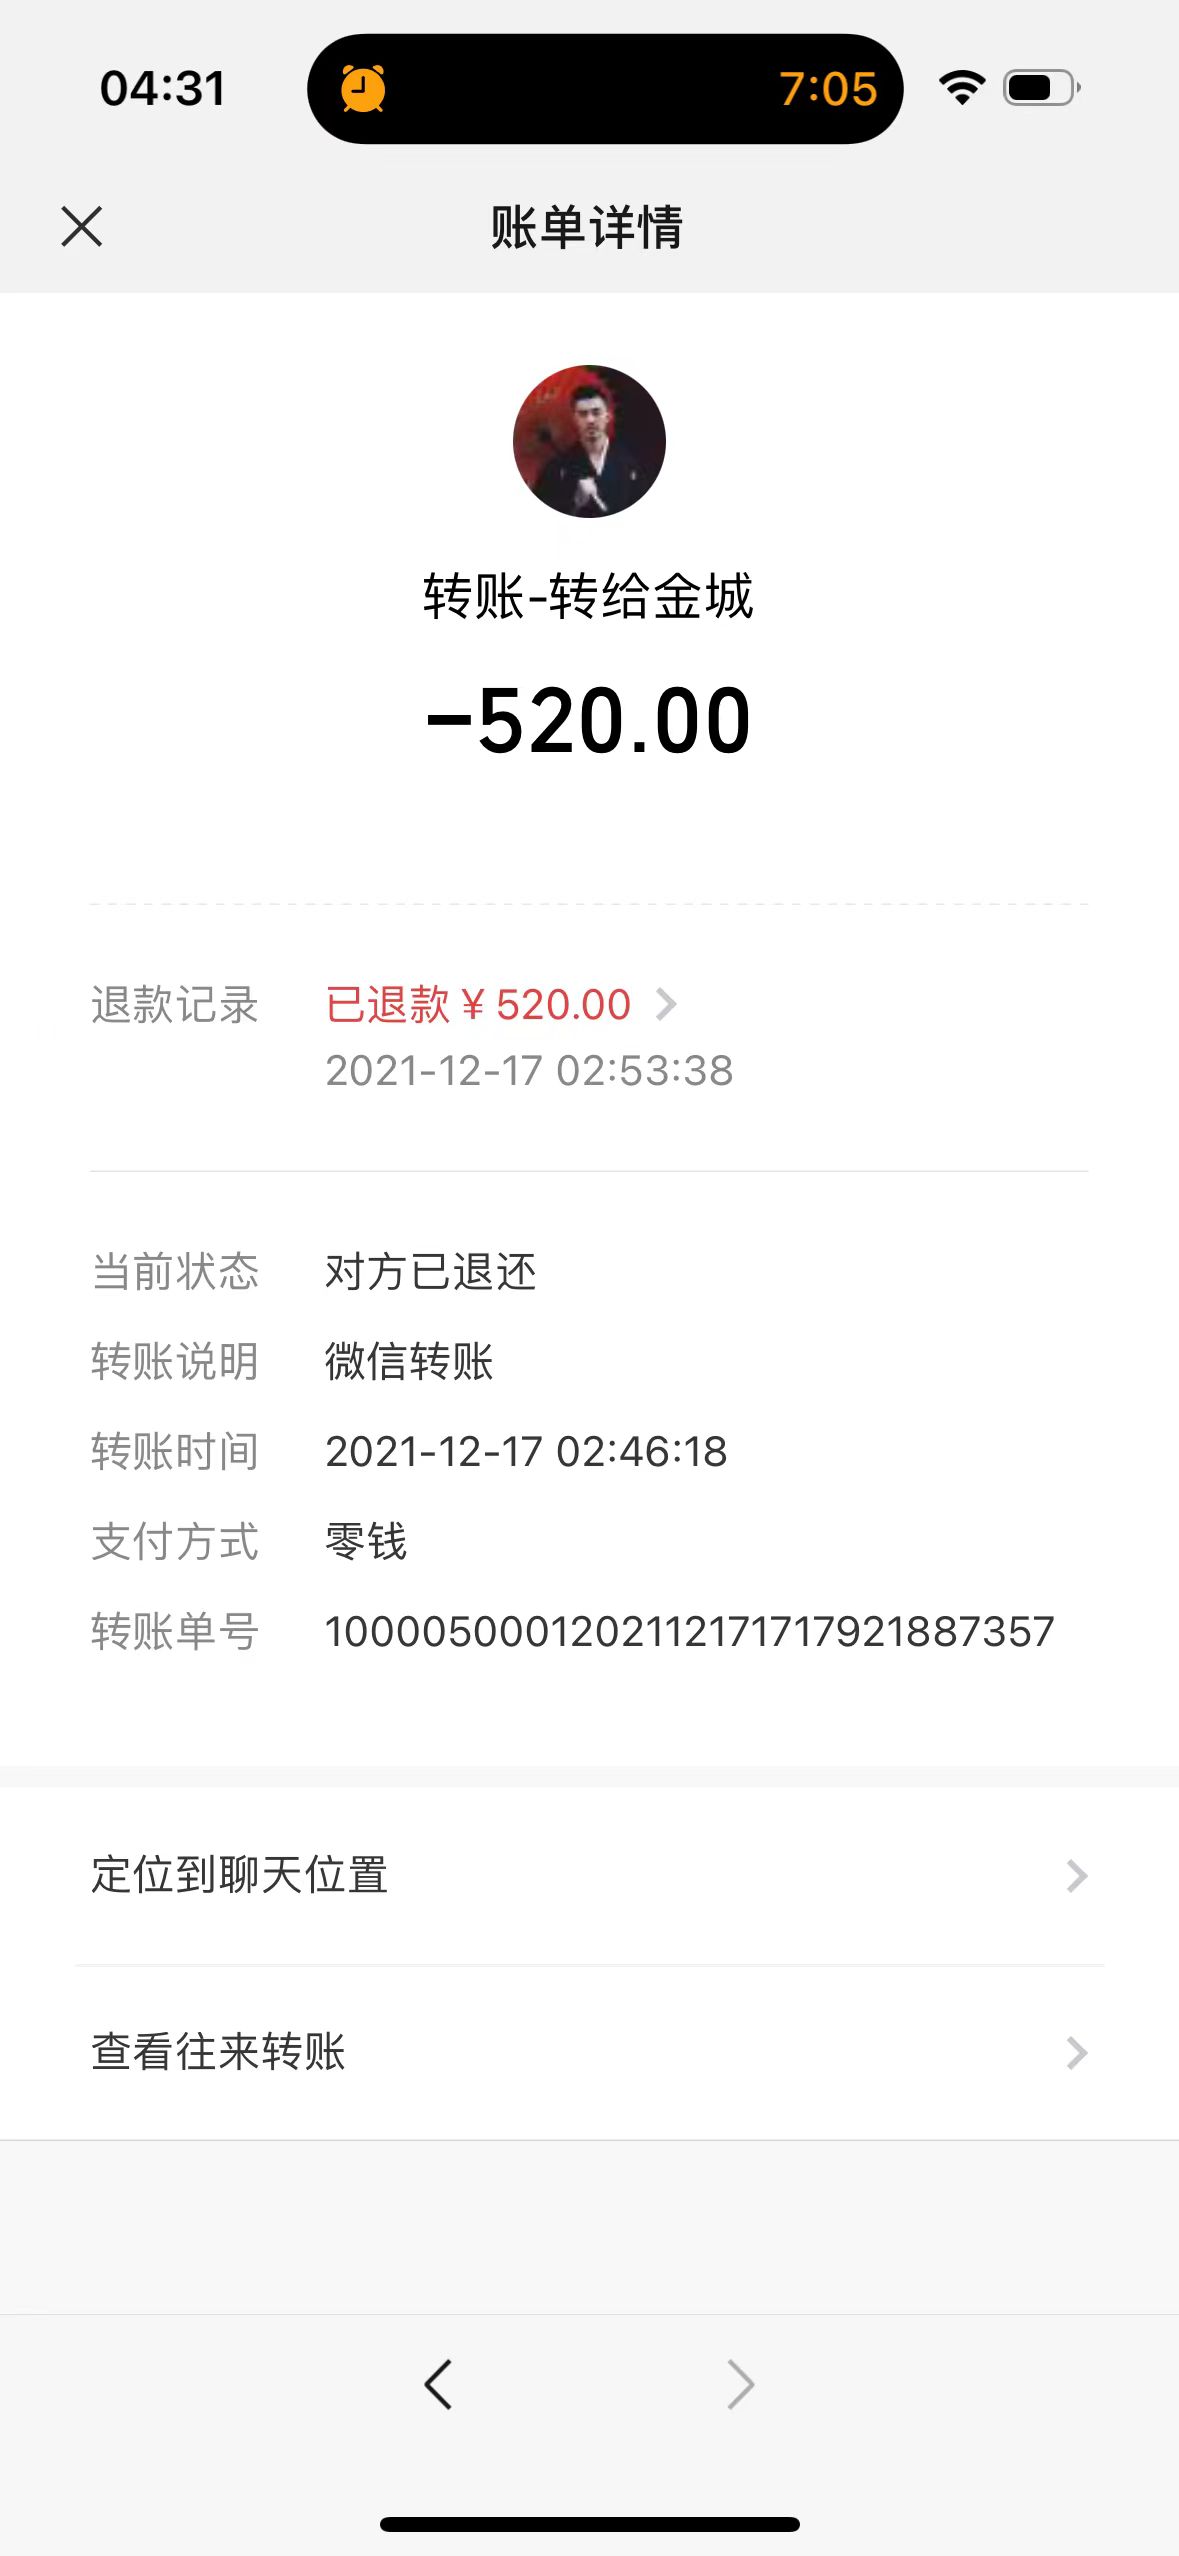 04:31
7:05
账单详情
转账-转给金城
-520.00
退款记录 已退款 ¥ 520.00
2021-12-17 02:53:38
当前状态 对方已退还
转账说明 微信转账
转账时间 2021-12-17 02:46:18
支付方式 零钱
转账单号 1000050001202112171717921887357
定位到聊天位置
查看往来转账